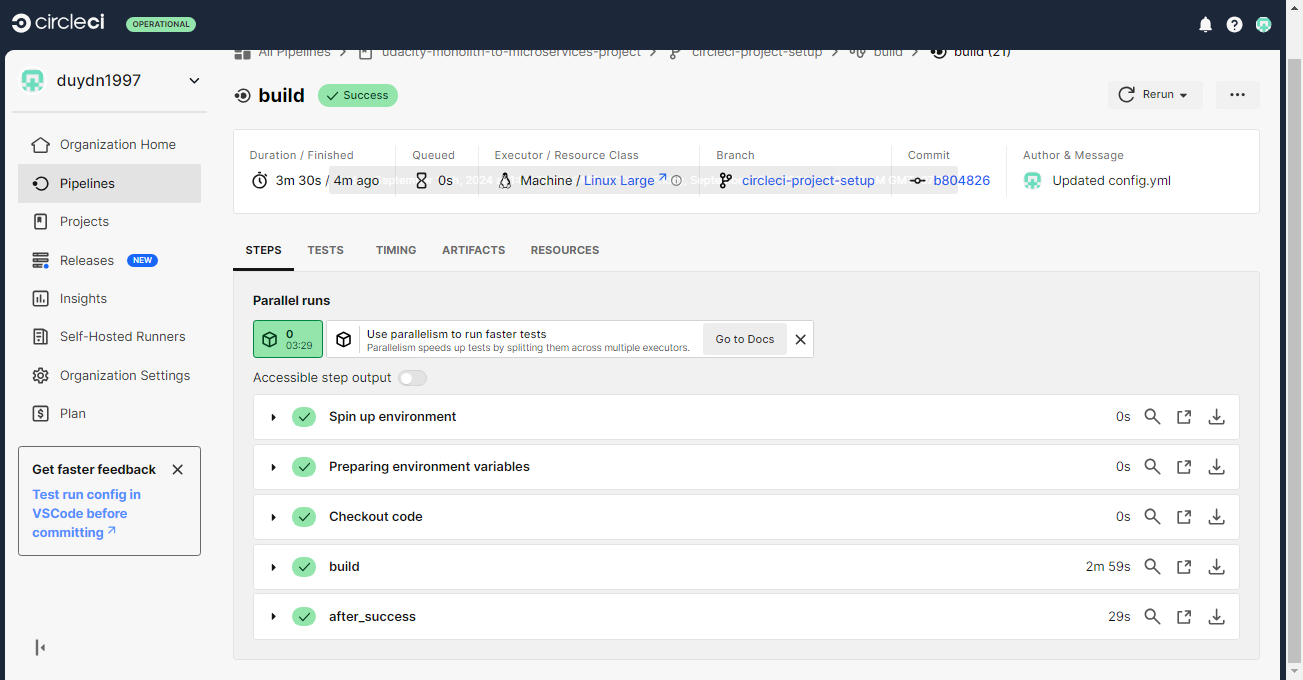 circleci OPERATIONAL
All Pipelines udacity-monolith-to-microservices-project circleci-project-setup build build (21)
duydn1997
Organization Home
Pipelines
Projects
Releases NEW
Insights
Self-Hosted Runners
Organization Settings
Plan
Get faster feedback
Test run config in
VSCode before
committing
build Success
Rerun
Duration / Finished
3m 30s / 4m ago
Queued
0s
Executor / Resource Class
Machine / Linux Large
Branch
circleci-project-setup
Commit
b804826
Author & Message
Updated config.yml
STEPS TESTS TIMING ARTIFACTS RESOURCES
Parallel runs
0
03:29
Use parallelism to run faster tests
Parallelism speeds up tests by splitting them across multiple executors.
Go to Docs
Accessible step output
Spin up environment 0s
Preparing environment variables 0s
Checkout code 0s
build 2m 59s
after_success 29s